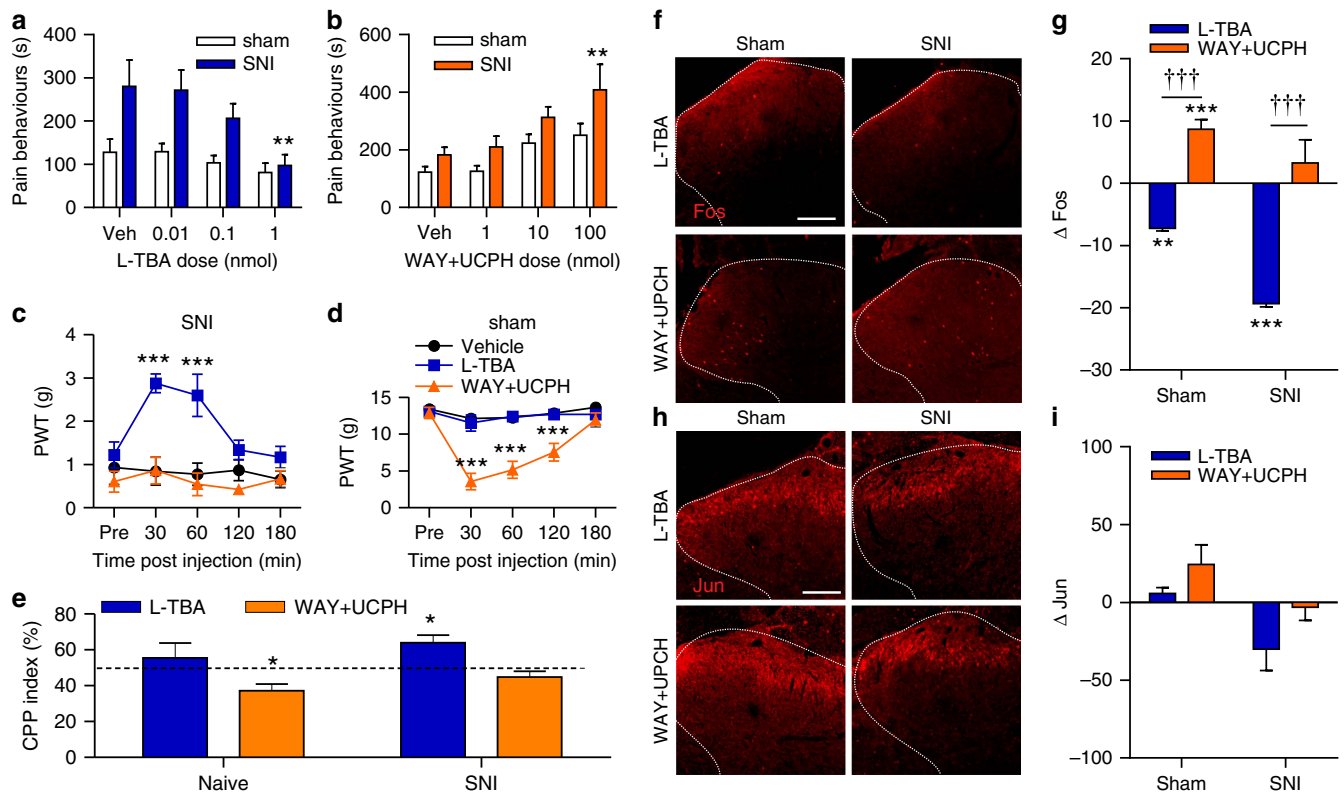 a
Pain behaviours (s)
400
300
200
100
0
sham
SNI
**
Veh 0.01 0.1 1
L-TBA dose (nmol)
b
Pain behaviours (s)
600
400
200
0
sham
SNI
**
Veh 1 10 100
WAY+UCPH dose (nmol)
c
SNI
PWT (g)
4
3
2
1
0
*** ***
Pre 30 60 120 180
Time post injection (min)
d
sham
Vehicle
L-TBA
WAY+UCPH
PWT (g)
15
10
5
0
*** *** ***
Pre 30 60 120 180
Time post injection (min)
e
L-TBA WAY+UCPH
CPP index (%)
80
60
40
20
0
*
*
Naive SNI
f
Sham SNI
L-TBA
Fos
WAY+UPCH
g
L-TBA
WAY+UCPH
Δ Fos
20
10
0
−10
−20
−30
††† †††
***
**
***
Sham SNI
h
Sham SNI
L-TBA
Jun
WAY+UPCH
i
L-TBA
WAY+UCPH
Δ Jun
100
50
0
−50
−100
Sham SNI